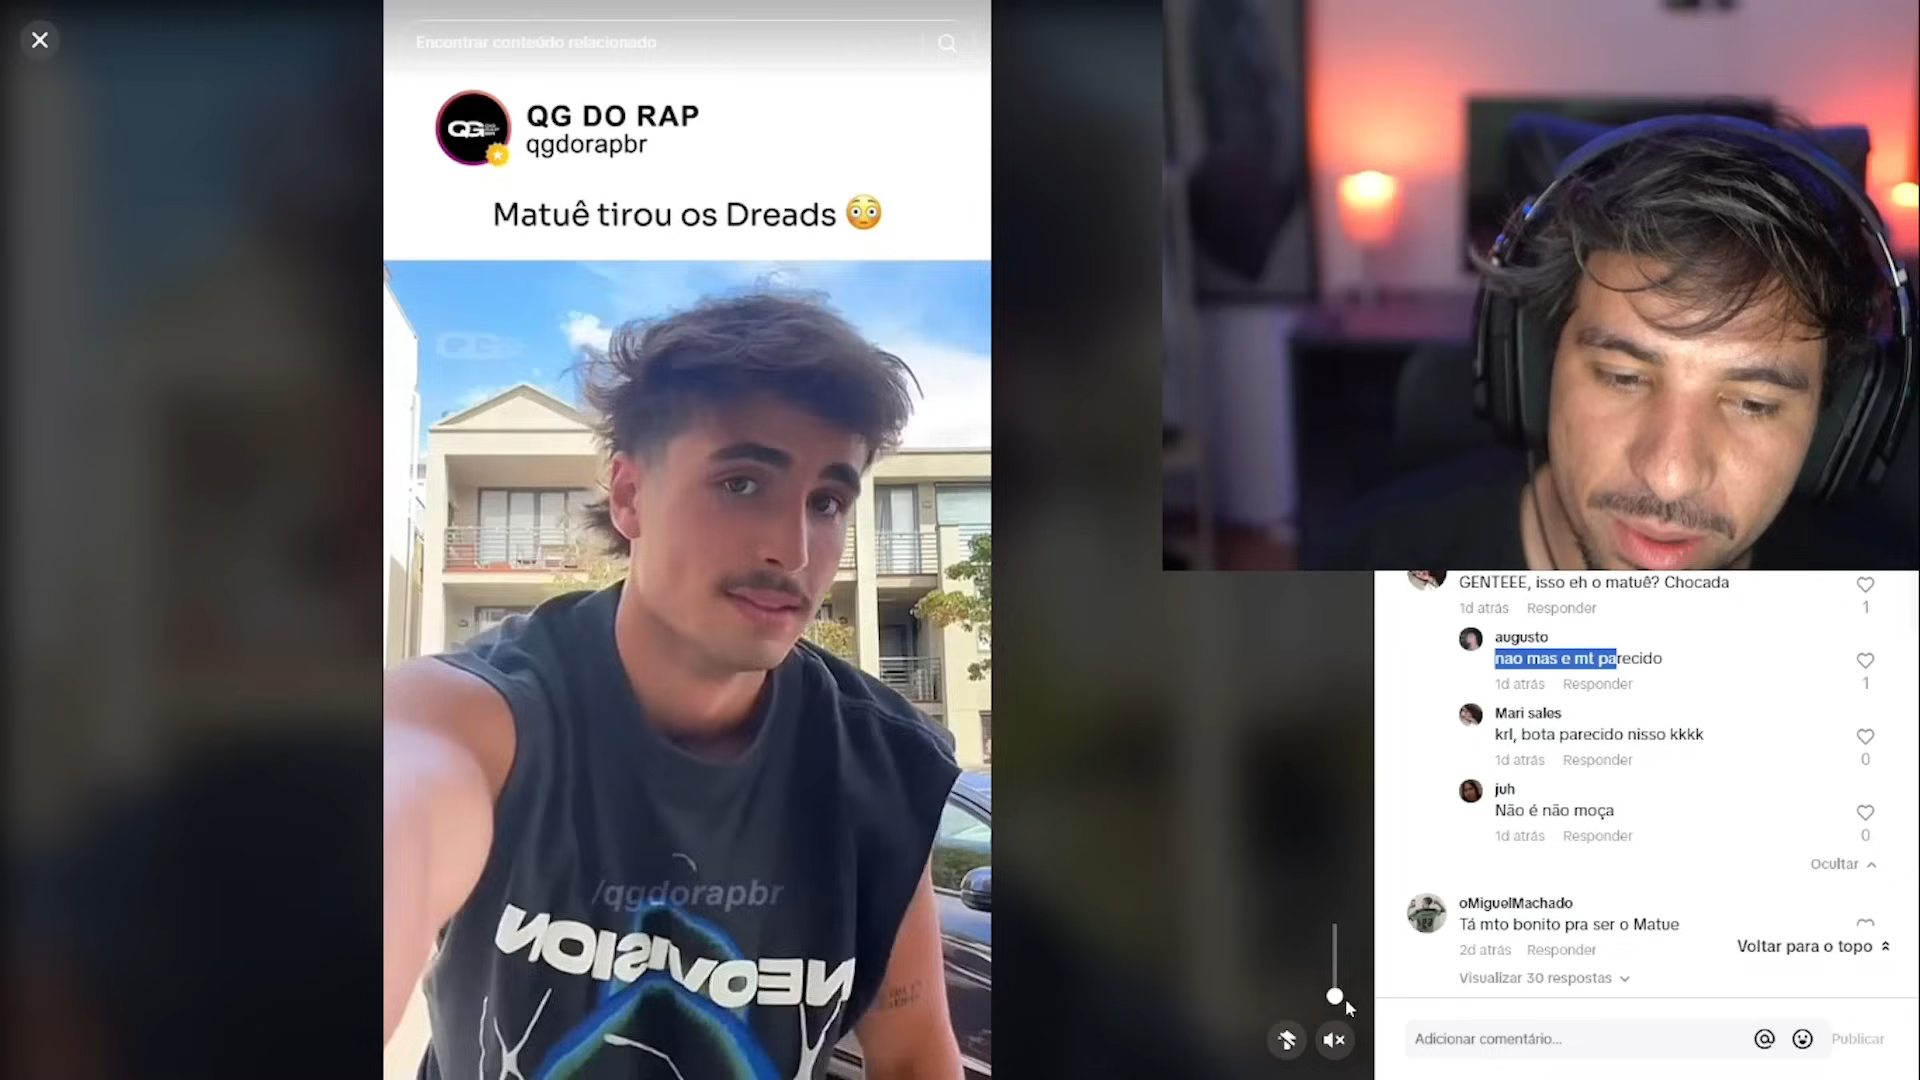 Encontrar conteúdo relacionado
QG
QG DO RAP
qgdorapbr
Matuê tirou os Dreads 😳
QG
/qgdorapbr
NEOVISION
GENTEEE, isso eh o matuê? Chocada
1d atrás Responder
1
augusto
nao mas e mt parecido
1d atrás Responder
1
Mari sales
krl, bota parecido nisso kkkk
1d atrás Responder
0
juh
Não é não moça
1d atrás Responder
0
Ocultar
oMiguelMachado
Tá mto bonito pra ser o Matue
2d atrás Responder
Voltar para o topo
Visualizar 30 respostas
Adicionar comentário...
Publicar